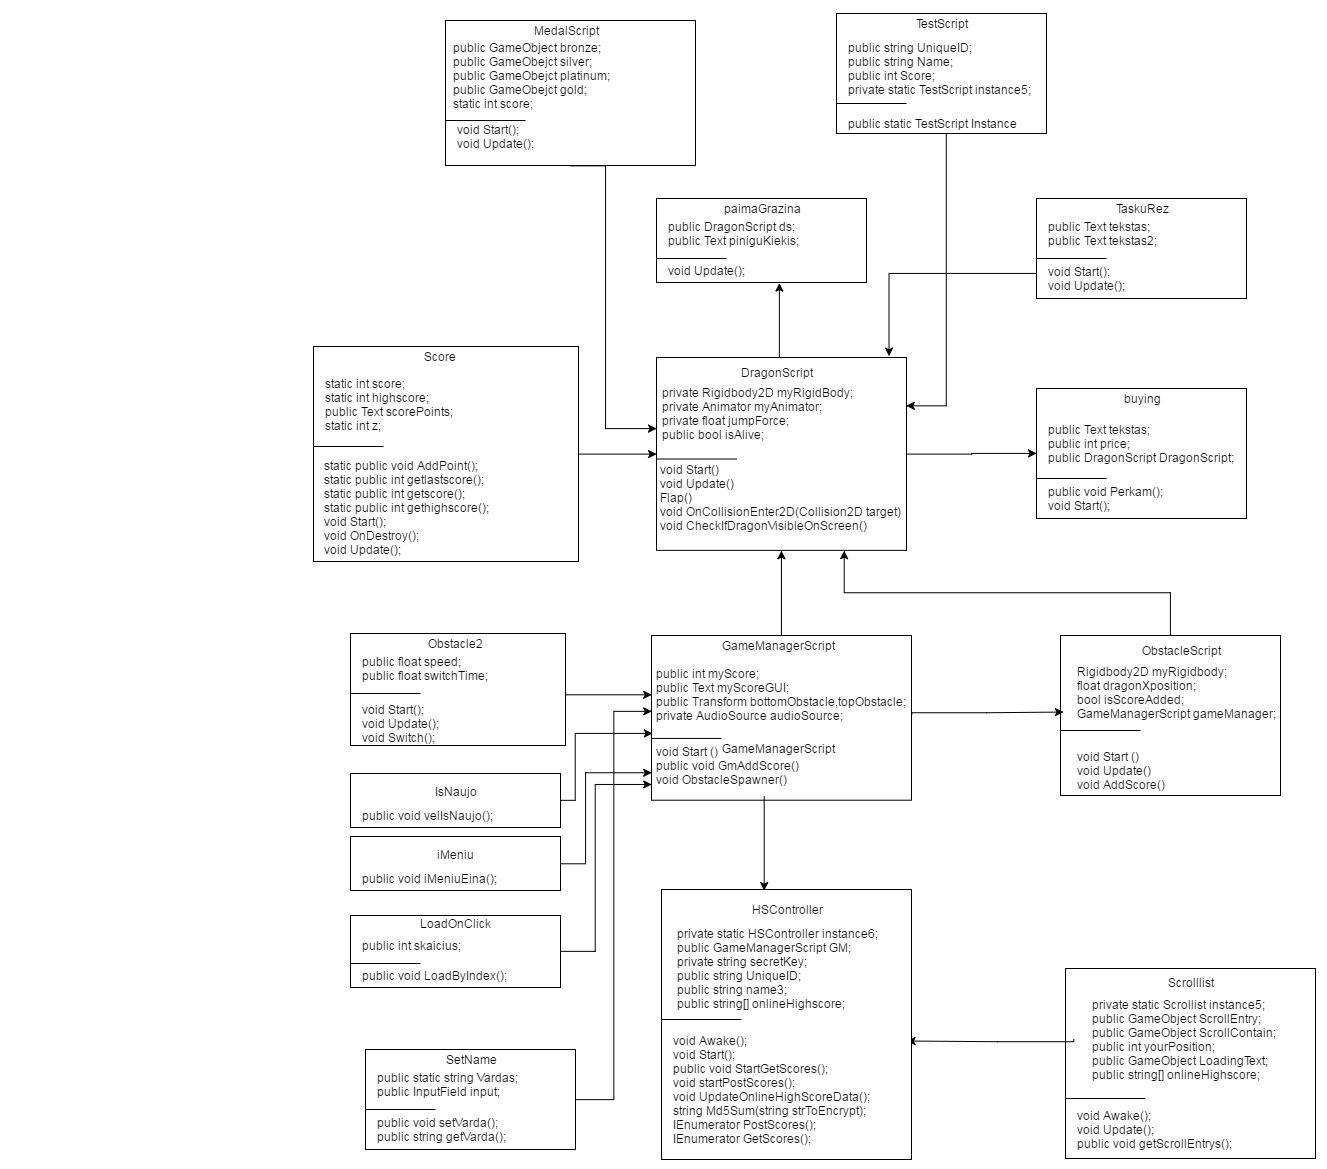 MedalScript
public GameObject bronze;
public GameObejct silver;
public GameObejct platinum;
public GameObejct gold;
static int score;
void Start();
void Update();
TestScript
public string UniqueID;
public string Name;
public int Score;
private static TestScript instance5;
public static TestScript Instance
paimaGrazina
public DragonScript ds;
public Text piniguKiekis;
void Update();
TaskuRez
public Text tekstas;
public Text tekstas2;
void Start();
void Update();
Score
static int score;
static int highscore;
public Text scorePoints;
static int z;
static public void AddPoint();
static public int getlastscore();
static public int getscore();
static public int gethighscore();
void Start();
void OnDestroy();
void Update();
DragonScript
private Rigidbody2D myRigidBody;
private Animator myAnimator;
private float jumpForce;
public bool isAlive;
void Start()
void Update()
Flap()
void OnCollisionEnter2D(Collision2D target)
void CheckIfDragonVisibleOnScreen()
buying
public Text tekstas;
public int price;
public DragonScript DragonScript;
public void Perkam();
void Start();
Obstacle2
public float speed;
public float switchTime;
void Start();
void Update();
void Switch();
GameManagerScript
public int myScore;
public Text myScoreGUI;
public Transform bottomObstacle,topObstacle;
private AudioSource audioSource;
void Start () GameManagerScript
public void GmAddScore()
void ObstacleSpawner()
ObstacleScript
Rigidbody2D myRigidbody;
float dragonXposition;
bool isScoreAdded;
GameManagerScript gameManager;
void Start ()
void Update()
void AddScore()
IsNaujo
public void velIsNaujo();
iMeniu
public void iMeniuEina();
LoadOnClick
public int skaicius;
public void LoadByIndex();
HSController
private static HSController instance6;
public GameManagerScript GM;
private string secretKey;
public string UniqueID;
public string name3;
public string[] onlineHighscore;
void Awake();
void Start();
public void StartGetScores();
void startPostScores();
void UpdateOnlineHighScoreData();
string Md5Sum(string strToEncrypt);
IEnumerator PostScores();
IEnumerator GetScores();
Scrolllist
private static Scrollist instance5;
public GameObject ScrollEntry;
public GameObject ScrollContain;
public int yourPosition;
public GameObject LoadingText;
public string[] onlineHighscore;
void Awake();
void Update();
public void getScrollEntrys();
SetName
public static string Vardas;
public InputField input;
public void setVarda();
public string getVarda();